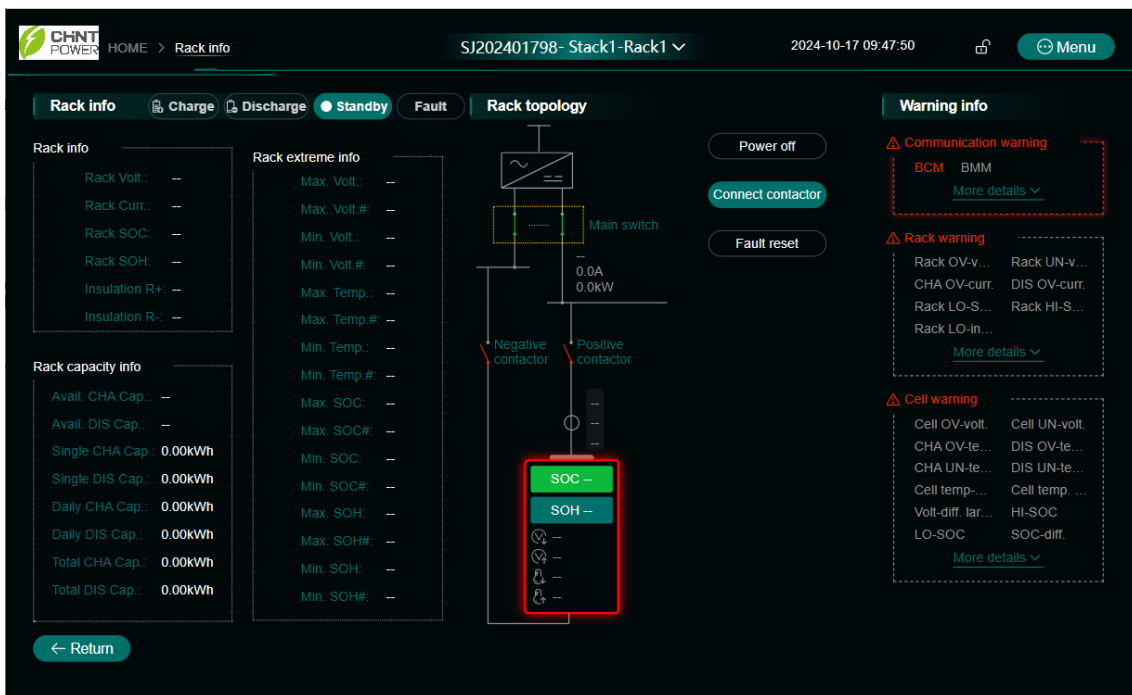 CHNT
POWER
HOME > Rack info
SJ202401798- Stack1-Rack1
2024-10-17 09:47:50
Menu
Rack info
Charge
Discharge
Standby
Fault
Rack info
Rack Volt.: --
Rack Curr.: --
Rack SOC: --
Rack SOH: --
Insulation R+: --
Insulation R-: --
Rack capacity info
Avail. CHA Cap.: --
Avail. DIS Cap.: --
Single CHA Cap.: 0.00kWh
Single DIS Cap.: 0.00kWh
Daily CHA Cap.: 0.00kWh
Daily DIS Cap.: 0.00kWh
Total CHA Cap.: 0.00kWh
Total DIS Cap.: 0.00kWh
Rack extreme info
Max. Volt.: --
Max. Volt.#: --
Min. Volt.: --
Min. Volt.#: --
Max. Temp.: --
Max. Temp.#: --
Min. Temp.: --
Min. Temp.#: --
Max. SOC: --
Max. SOC#: --
Min. SOC: --
Min. SOC#: --
Max. SOH: --
Max. SOH#: --
Min. SOH: --
Min. SOH#: --
Rack topology
Main switch
--
0.0A
0.0kW
Negative
contactor
Positive
contactor
--
--
--
SOC --
SOH --
--
--
--
--
Power off
Connect contactor
Fault reset
Warning info
Communication warning
BCM BMM
More details
Rack warning
Rack OV-v... Rack UN-v...
CHA OV-curr. DIS OV-curr.
Rack LO-S... Rack HI-S...
Rack LO-in...
More details
Cell warning
Cell OV-volt. Cell UN-volt.
CHA OV-te... DIS OV-te...
CHA UN-te... DIS UN-te...
Cell temp-... Cell temp. ...
Volt-diff. lar... HI-SOC
LO-SOC SOC-diff.
More details
Return